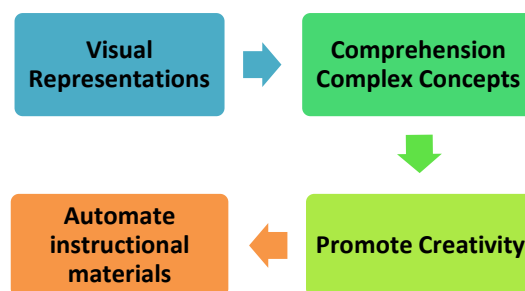 Visual
Representations
Comprehension
Complex Concepts
Promote Creativity
Automate
instructional
materials